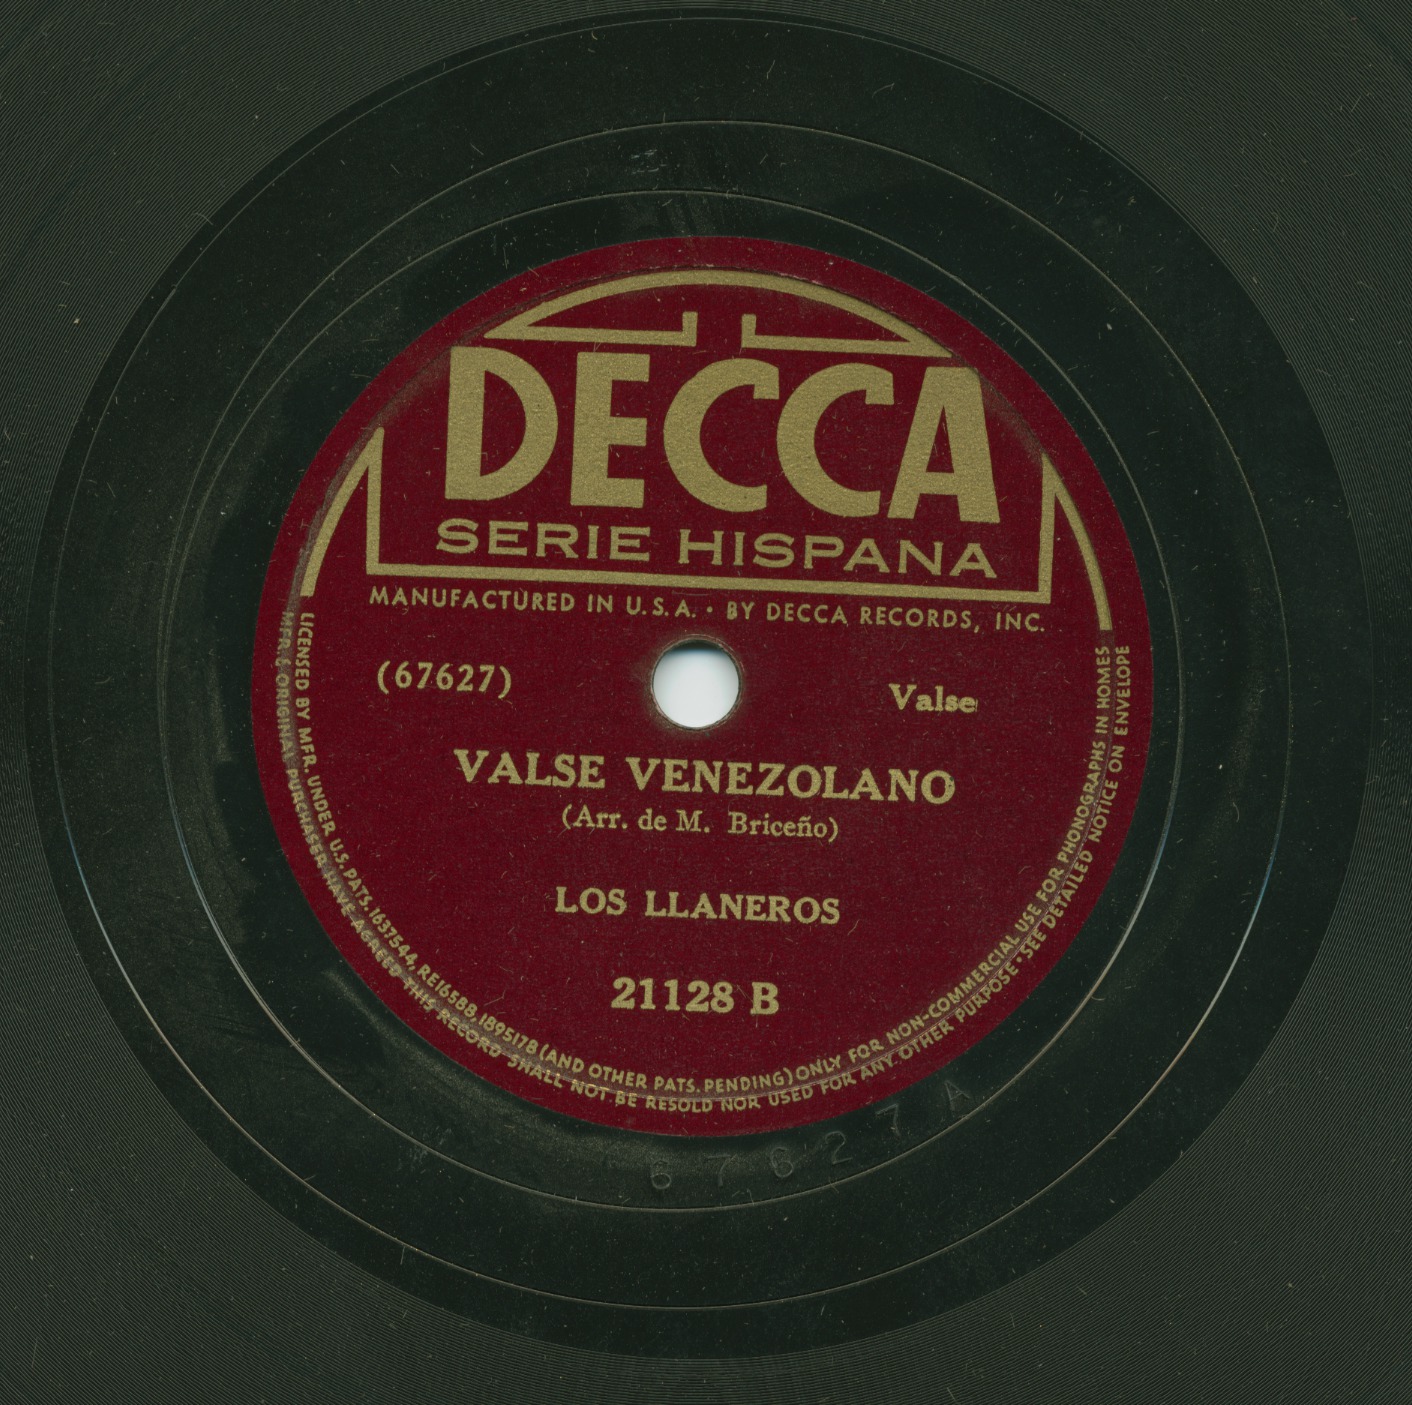 DECCA
SERIE HISPANA
MANUFACTURED IN U.S.A. • BY DECCA RECORDS, INC.
(67627)
Valse
VALSE VENEZOLANO
(Arr. de M. Briceño)
LOS LLANEROS
21128 B
LICENSED BY MFR. UNDER U.S. PATS. 1637544, RE16588, 1895178 (AND OTHER PATS. PENDING) ONLY FOR NON-COMMERCIAL USE FOR PHONOGRAPHS IN HOMES
MFR. & ORIGINAL PURCHASER HAVE AGREED THIS RECORD SHALL NOT BE RESOLD NOR USED FOR ANY OTHER PURPOSE • SEE DETAILED NOTICE ON ENVELOPE
67627 A